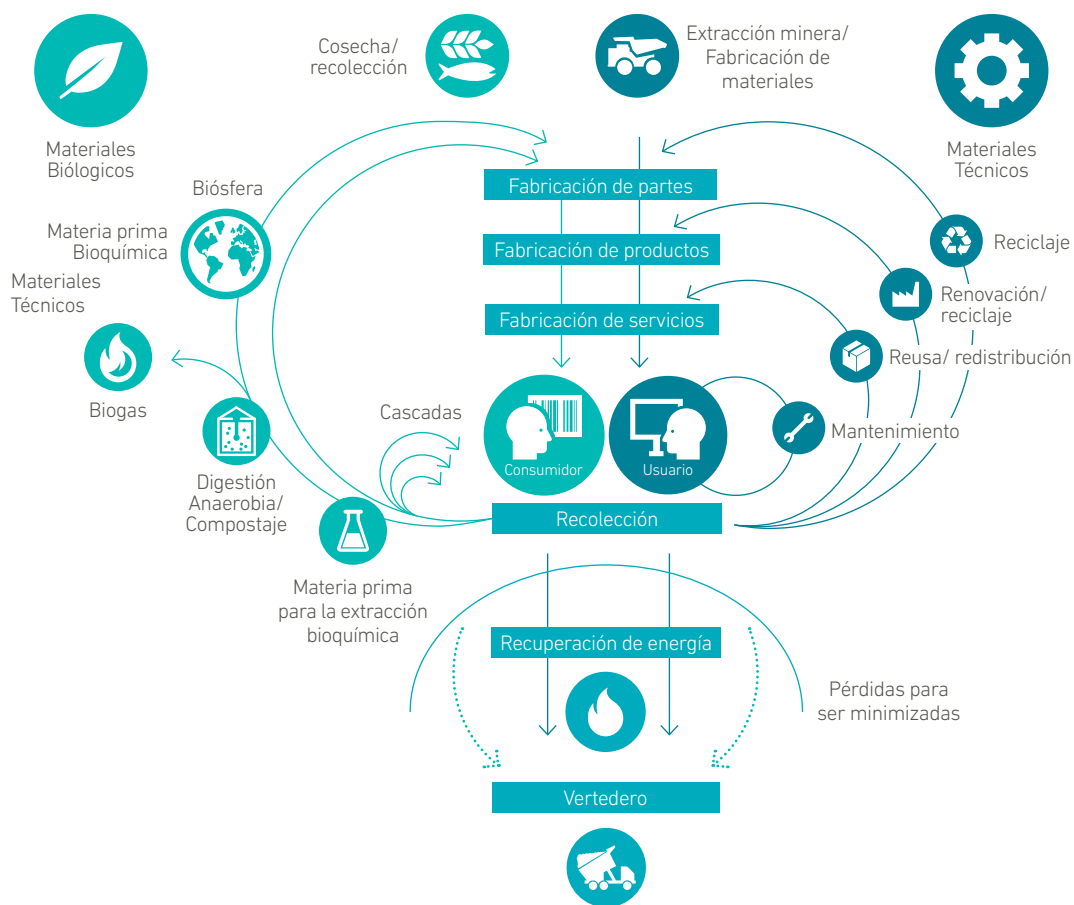 Cosecha/
recolección
Extracción minera/
Fabricación de
materiales
Materiales
Biólogicos
Materiales
Técnicos
Biósfera
Fabricación de partes
Materia prima
Bioquímica
Fabricación de productos
Reciclaje
Materiales
Técnicos
Renovación/
reciclaje
Fabricación de servicios
Reusa/ redistribución
Biogas
Cascadas
Mantenimiento
Consumidor
Usuario
Digestión
Anaerobia/
Compostaje
Recolección
Materia prima
para la extracción
bioquímica
Recuperación de energía
Pérdidas para
ser minimizadas
Vertedero